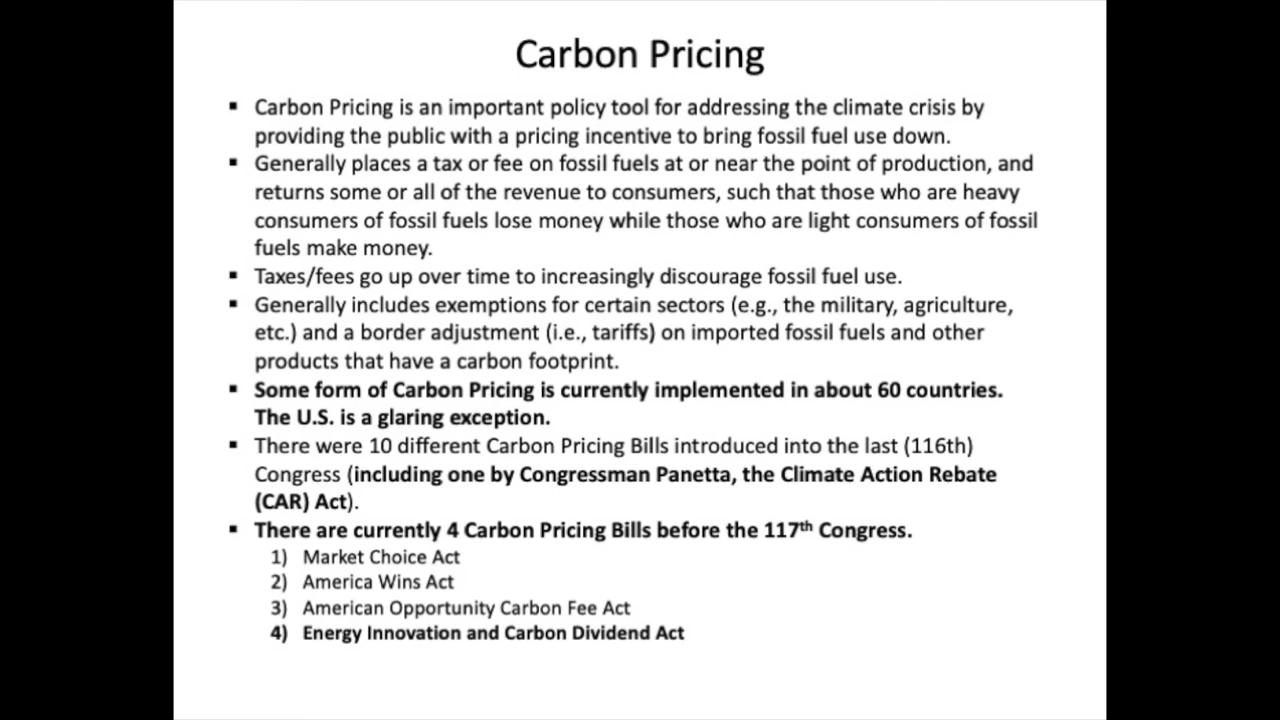 Carbon Pricing
▪ Carbon Pricing is an important policy tool for addressing the climate crisis by
providing the public with a pricing incentive to bring fossil fuel use down.
▪ Generally places a tax or fee on fossil fuels at or near the point of production, and
returns some or all of the revenue to consumers, such that those who are heavy
consumers of fossil fuels lose money while those who are light consumers of fossil
fuels make money.
▪ Taxes/fees go up over time to increasingly discourage fossil fuel use.
▪ Generally includes exemptions for certain sectors (e.g., the military, agriculture,
etc.) and a border adjustment (i.e., tariffs) on imported fossil fuels and other
products that have a carbon footprint.
▪ Some form of Carbon Pricing is currently implemented in about 60 countries.
The U.S. is a glaring exception.
▪ There were 10 different Carbon Pricing Bills introduced into the last (116th)
Congress (including one by Congressman Panetta, the Climate Action Rebate
(CAR) Act).
▪ There are currently 4 Carbon Pricing Bills before the 117th Congress.
1) Market Choice Act
2) America Wins Act
3) American Opportunity Carbon Fee Act
4) Energy Innovation and Carbon Dividend Act